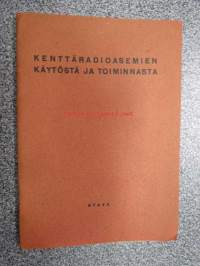 KENTTÄRADIOASEMIEN
KÄYTÖSTÄ JA TOIMINNASTA
OTAVA